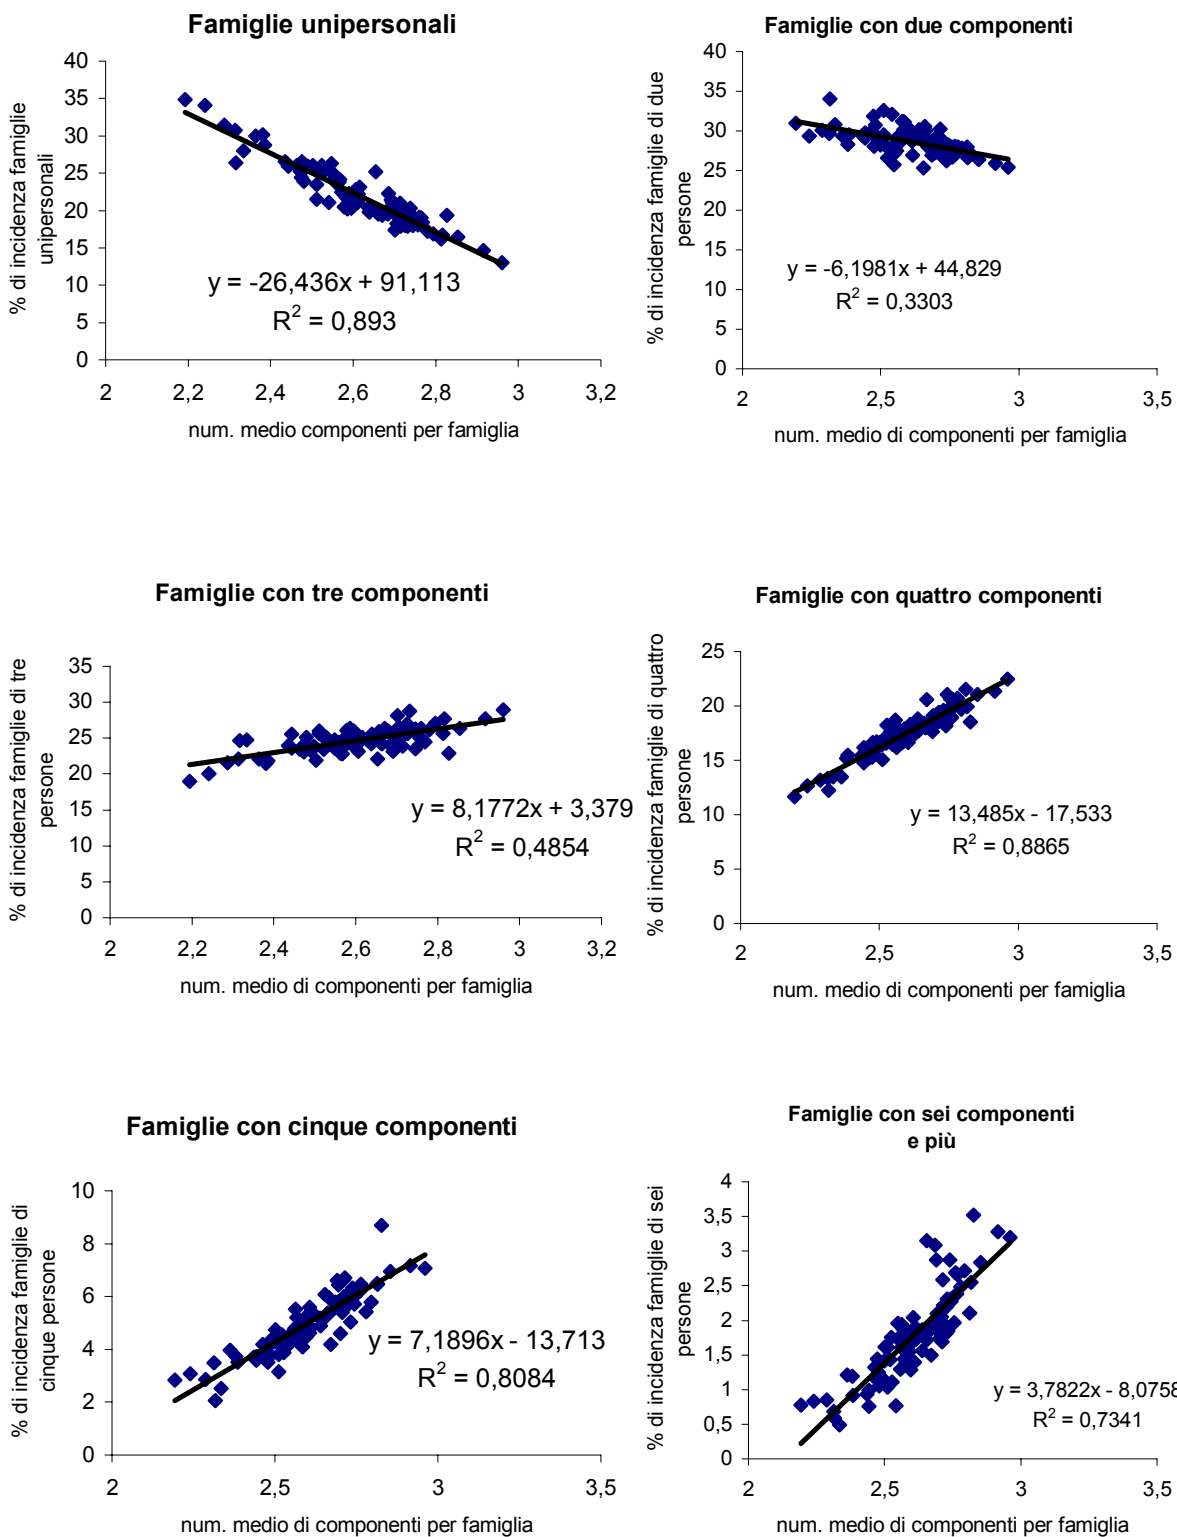 Famiglie unipersonali
40
35
30
25
20
15
10
5
0
% di incidenza famiglie
unipersonali
y = -26,436x + 91,113
R² = 0,893
2
2,2
2,4
2,6
2,8
3
3,2
num. medio componenti per famiglia
Famiglie con due componenti
40
35
30
25
20
15
10
5
0
% di incidenza famiglie di due
persone
y = -6,1981x + 44,829
R² = 0,3303
2
2,5
3
3,5
num. medio di componenti per famiglia
Famiglie con tre componenti
35
30
25
20
15
10
5
0
% di incidenza famiglie di tre
persone
y = 8,1772x + 3,379
R² = 0,4854
2
2,2
2,4
2,6
2,8
3
3,2
num. medio di componenti per famiglia
Famiglie con quattro componenti
25
20
15
10
5
0
% di incidenza famiglie di quattro
persone
y = 13,485x - 17,533
R² = 0,8865
2
2,5
3
3,5
num. medio di componenti per famiglia
Famiglie con cinque componenti
10
8
6
4
2
0
% di incidenza famiglie di
cinque persone
y = 7,1896x - 13,713
R² = 0,8084
2
2,5
3
3,5
num. medio di componenti per famiglia
Famiglie con sei componenti
e più
4
3,5
3
2,5
2
1,5
1
0,5
0
% di incidenza famiglie di sei
persone
y = 3,7822x - 8,0758
R² = 0,7341
2
2,5
3
3,5
num. medio di componenti per famiglia